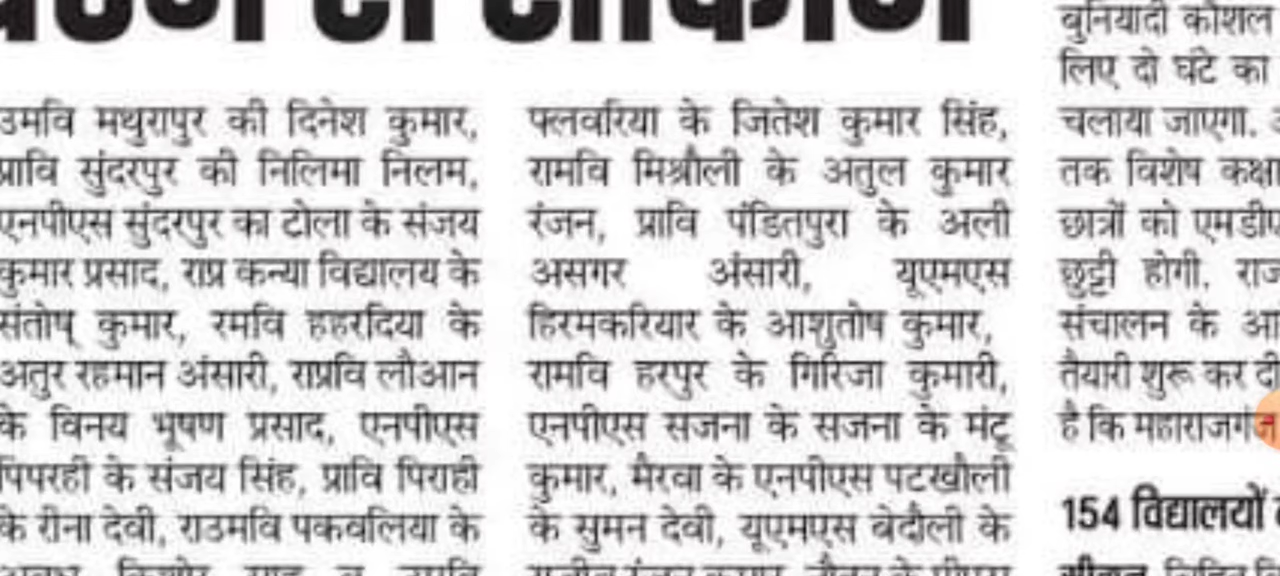 उमवि मथुरापुर की दिनेश कुमार,
प्रावि सुंदरपुर की निलिमा निलम,
एनपीएस सुंदरपुर का टोला के संजय
कुमार प्रसाद, राप्र कन्या विद्यालय के
संतोष् कुमार, रमवि हहरदिया के
अतुर रहमान अंसारी, राप्रवि लौआन
के विनय भूषण प्रसाद, एनपीएस
पिपरही के संजय सिंह, प्रावि पिराही
के रीना देवी, राउमवि पकवलिया के
फ्लवरिया के जितेश कुमार सिंह,
रामवि मिश्रौली के अतुल कुमार
रंजन, प्रावि पंडितपुरा के अली
असगर अंसारी, यूएमएस
हिरमकरियार के आशुतोष कुमार,
रामवि हरपुर के गिरिजा कुमारी,
एनपीएस सजना के सजना के मंटू
कुमार, मैरवा के एनपीएस पटखौली
के सुमन देवी, यूएमएस बेदौली के
बुनियादी कौशल
लिए दो घंटे का
चलाया जाएगा.
तक विशेष कक्षा
छात्रों को
छुट्टी होगी.
संचालन के
तैयारी शुरू कर
है कि महाराजगंज
154 विद्यालयों